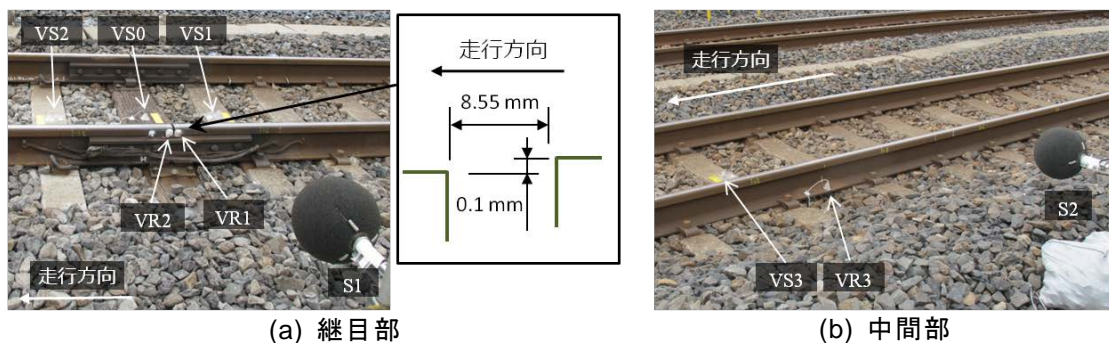 VS2 VS0 VS1
VR2 VR1
走行方向
S1
走行方向
8.55 mm
0.1 mm
(a) 継目部
走行方向
S2
VS3 VR3
(b) 中間部